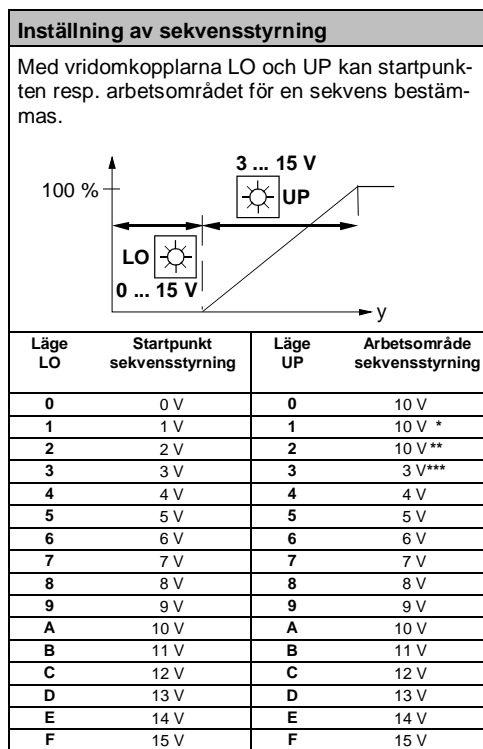 Inställning av sekvensstyrning
Med vridomkopplarna LO och UP kan startpunk-
ten resp. arbetsområdet för en sekvens bestäm-
mas.
3 ... 15 V
100 %
UP
LO
0 ... 15 V
y
Läge LO Startpunkt sekvensstyrning Läge UP Arbetsområde sekvensstyrning
0 0 V 0 10 V
1 1 V 1 10 V *
2 2 V 2 10 V **
3 3 V 3 3 V***
4 4 V 4 4 V
5 5 V 5 5 V
6 6 V 6 6 V
7 7 V 7 7 V
8 8 V 8 8 V
9 9 V 9 9 V
A 10 V A 10 V
B 11 V B 11 V
C 12 V C 12 V
D 13 V D 13 V
E 14 V E 14 V
F 15 V F 15 V